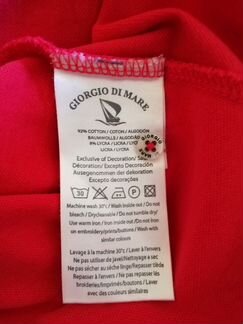 GIORGIO DI MARE
92% COTTON / COTON / ALGODÓN
BAUMWOLLE / ALGODÃO
8% LYCRA / LICRA / LYCRA
LICRA / LYCRA
Exclusive of Decoration/ Sauf
Décoration/ Excepto Decoración
Ausgenommen der dekoration
Excepto decorações
30
Machine wash 30°c / Wash inside out / Do not
bleach / Drycleanable / Do not tumble dry/
Use warm iron / Iron inside out /Do not iron
on embroidery/prints/buttons / Wash with
similar colours
Lavage à la machine 30°c / Laver à l'envers
Ne pas utiliser de javel/Nettoyage a sec
Ne pas sécher au sèche linge/Repasser tiède
Repasser à l'envers / Ne pas repasser les
broderies/imprimés/boutons / Laver
avec des couleurs similaires